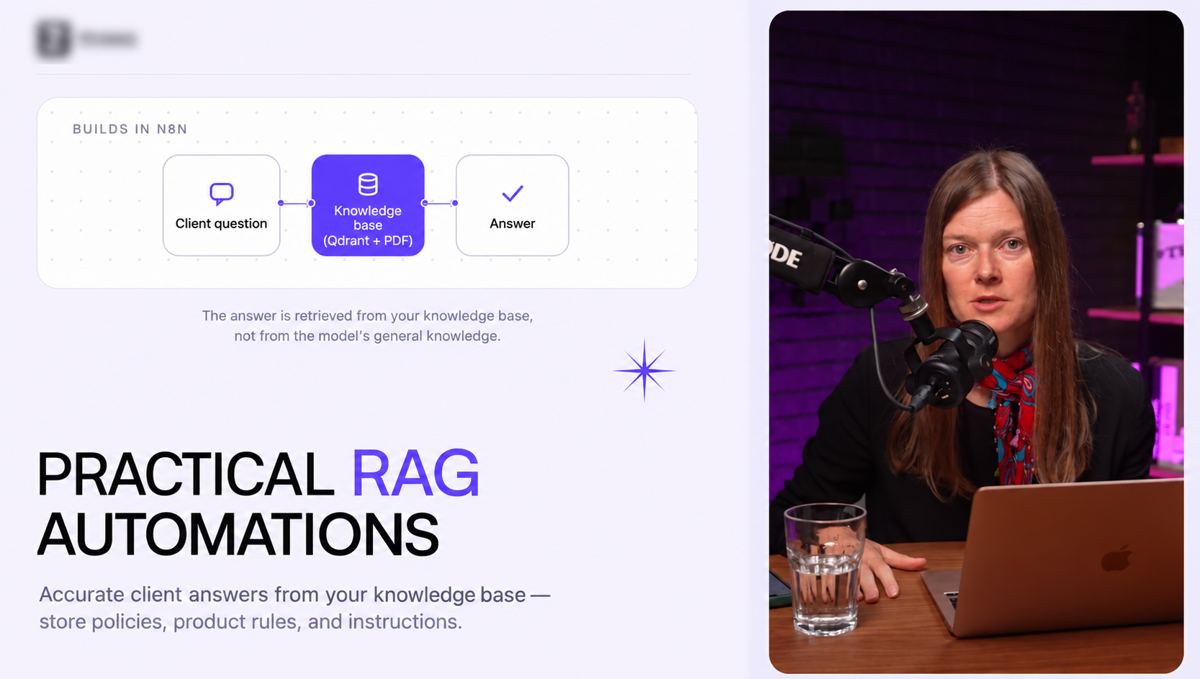 BUILDS IN N8N
Client question
Knowledge
base
(Qdrant + PDF)
Answer
The answer is retrieved from your knowledge base,
not from the model's general knowledge.
PRACTICAL RAG
AUTOMATIONS
Accurate client answers from your knowledge base —
store policies, product rules, and instructions.